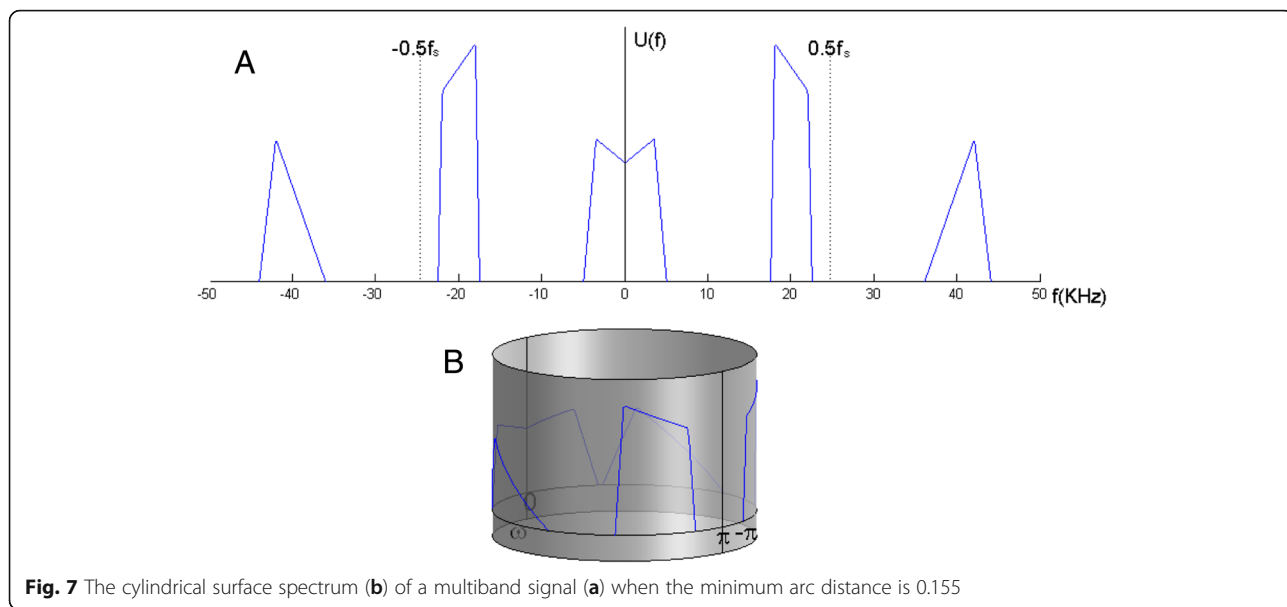 A
-0.5fs
U(f)
0.5fs
-50 -40 -30 -20 -10 0 10 20 30 40 50 f(KHz)
B
0
ω
π -π
Fig. 7 The cylindrical surface spectrum (b) of a multiband signal (a) when the minimum arc distance is 0.155